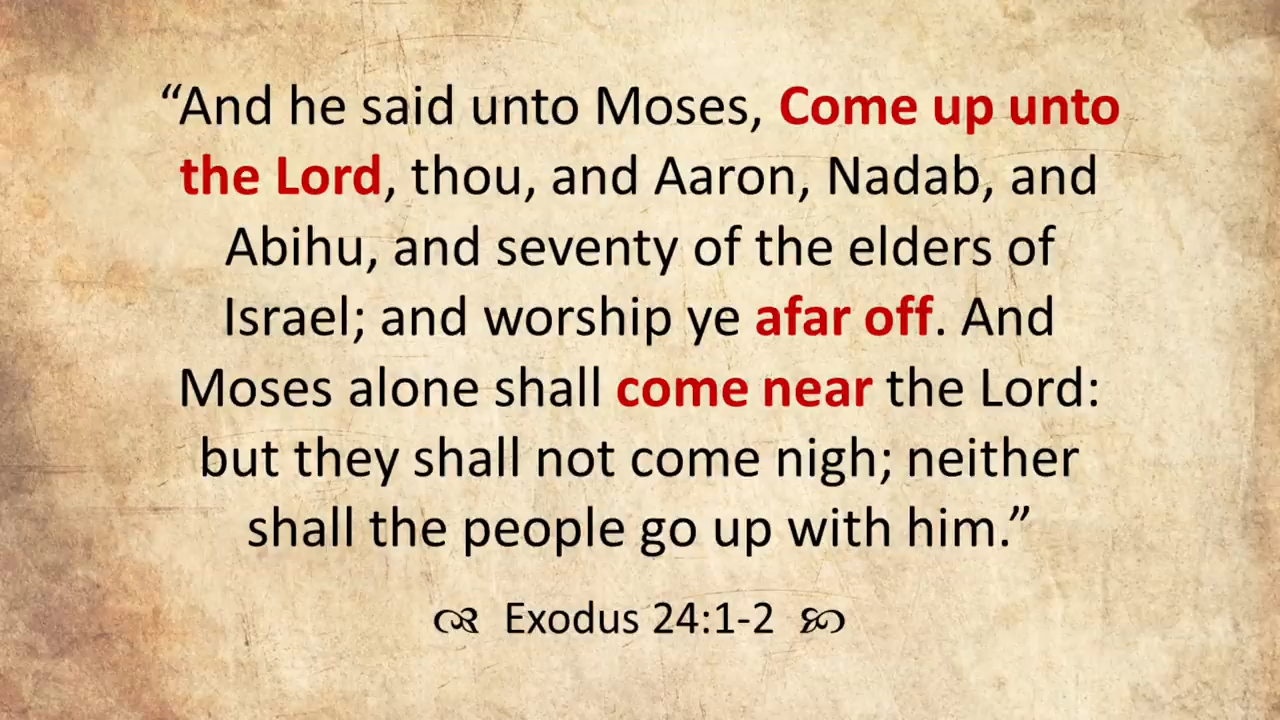 “And he said unto Moses, Come up unto
the Lord, thou, and Aaron, Nadab, and
Abihu, and seventy of the elders of
Israel; and worship ye afar off. And
Moses alone shall come near the Lord:
but they shall not come nigh; neither
shall the people go up with him.”
Exodus 24:1-2